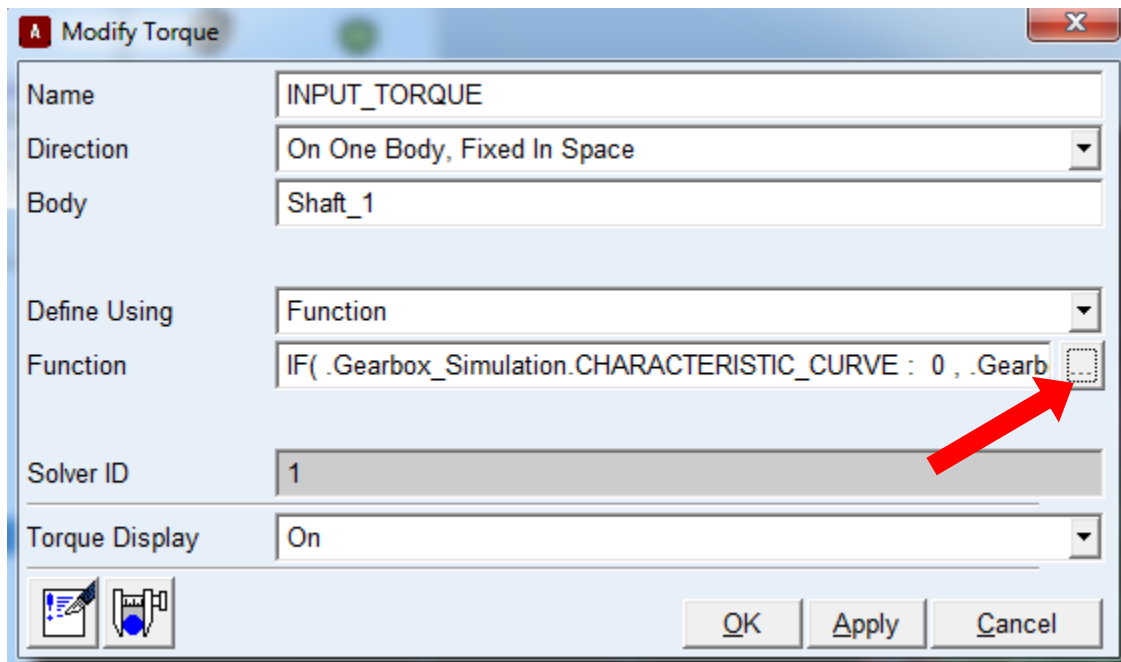 A Modify Torque X
Name INPUT_TORQUE
Direction On One Body, Fixed In Space
Body Shaft_1
Define Using Function
Function IF( .Gearbox_Simulation.CHARACTERISTIC_CURVE : 0 , .Gearb ...
Solver ID 1
Torque Display On
OK Apply Cancel